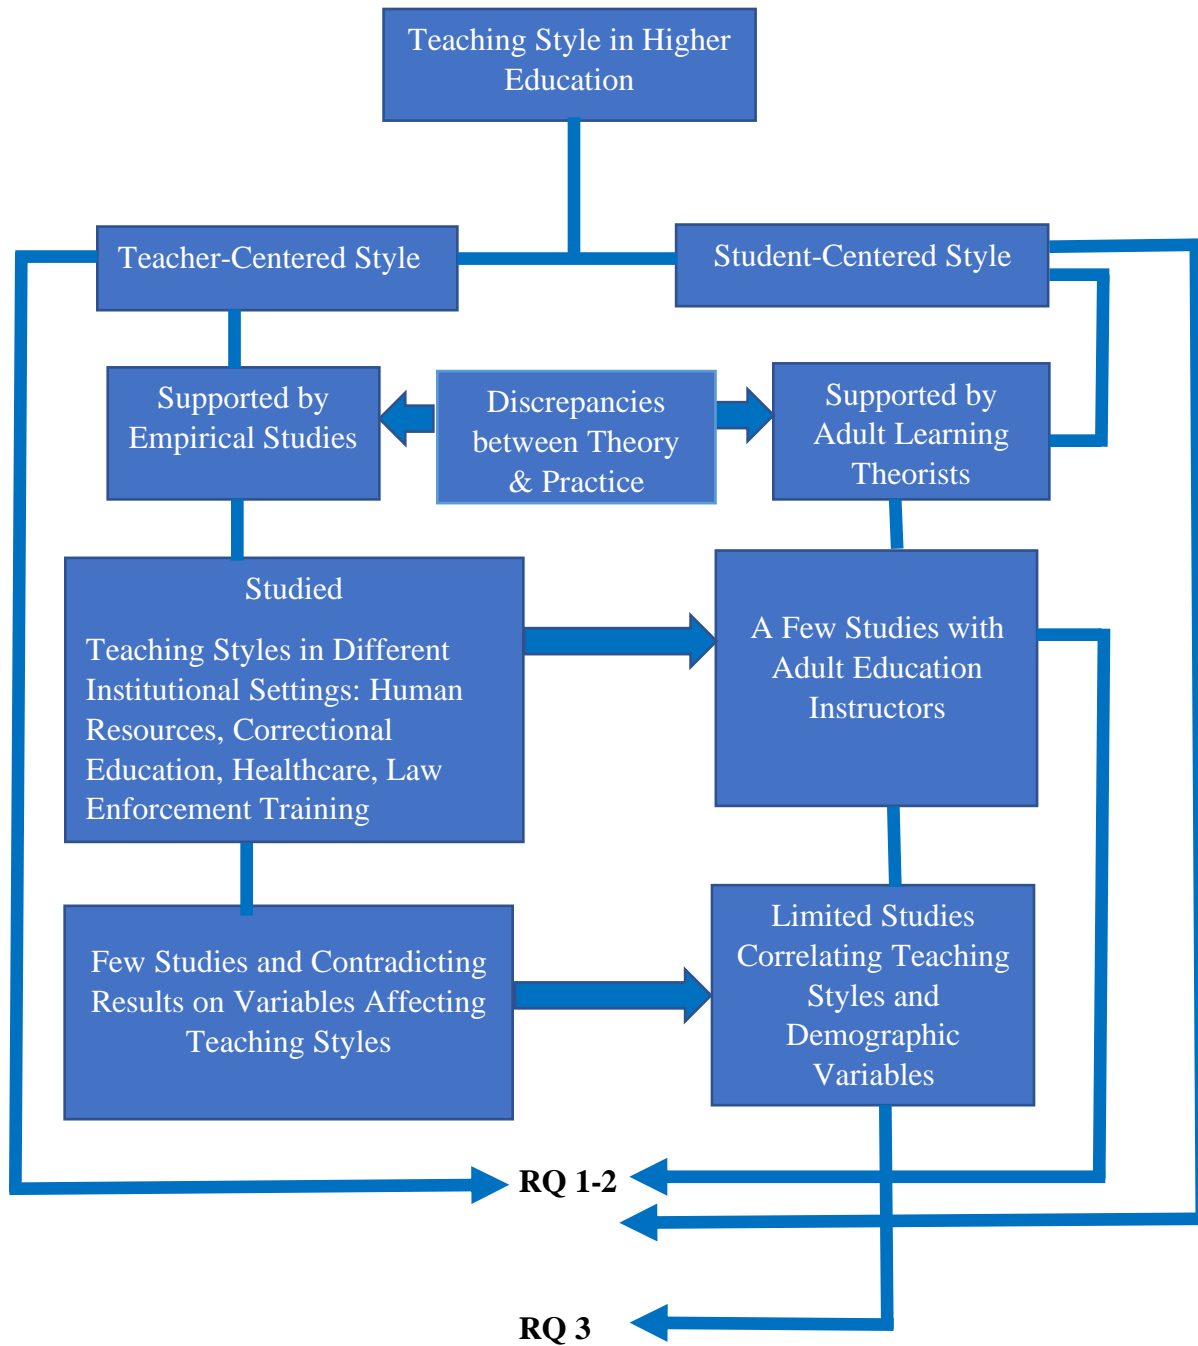 Teaching Style in Higher
Education
Teacher-Centered Style
Student-Centered Style
Supported by
Empirical Studies
Discrepancies
between Theory
& Practice
Supported by
Adult Learning
Theorists
Studied
Teaching Styles in Different
Institutional Settings: Human
Resources, Correctional
Education, Healthcare, Law
Enforcement Training
A Few Studies with
Adult Education
Instructors
Few Studies and Contradicting
Results on Variables Affecting
Teaching Styles
Limited Studies
Correlating Teaching
Styles and
Demographic
Variables
RQ 1-2
RQ 3